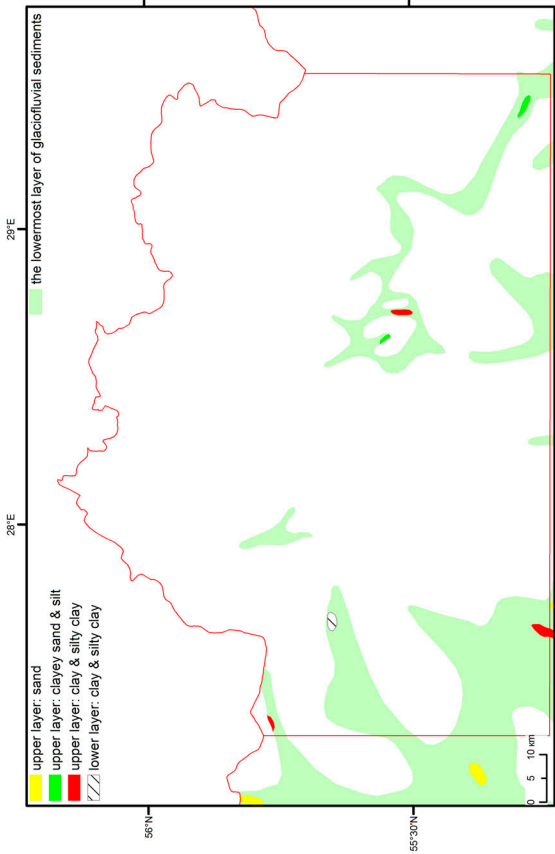 the lowermost layer of glaciofluvial sediments
29°E
28°E
upper layer: sand
upper layer: clayey sand & silt
upper layer: clay & silty clay
lower layer: clay & silty clay
0 5 10 km
56°N
55°30'N